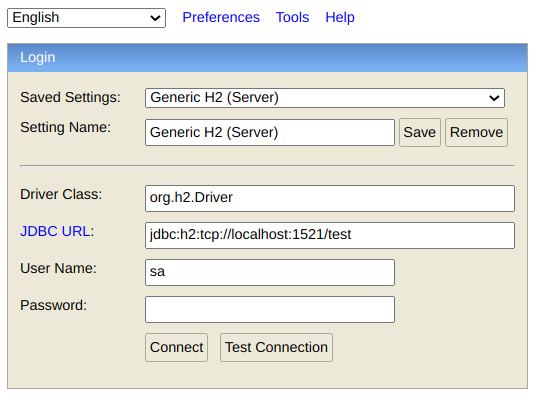 English Preferences Tools Help
Login
Saved Settings: Generic H2 (Server)
Setting Name: Generic H2 (Server) Save Remove
Driver Class: org.h2.Driver
JDBC URL: jdbc:h2:tcp://localhost:1521/test
User Name: sa
Password:
Connect Test Connection